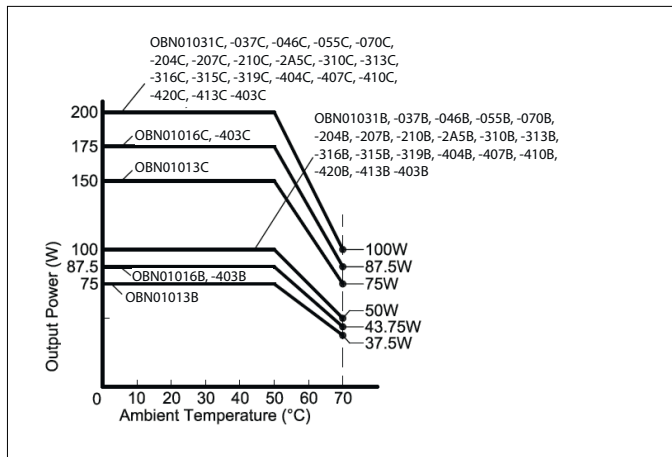 OBN01031C, -037C, -046C, -055C, -070C,
-204C, -207C, -210C, -2A5C, -310C, -313C,
-316C, -315C, -319C, -404C, -407C, -410C,
-420C, -413C -403C
OBN01031B, -037B, -046B, -055B, -070B,
-204B, -207B, -210B, -2A5B, -310B, -313B,
-316B, -315B, -319B, -404B, -407B, -410B,
-420B, -413B -403B
200
175
OBN01016C, -403C
150
OBN01013C
100
87.5
OBN01016B, -403B
75
OBN01013B
100W
87.5W
75W
50W
43.75W
37.5W
Output Power (W)
0 10 20 30 40 50 60 70
Ambient Temperature (°C)